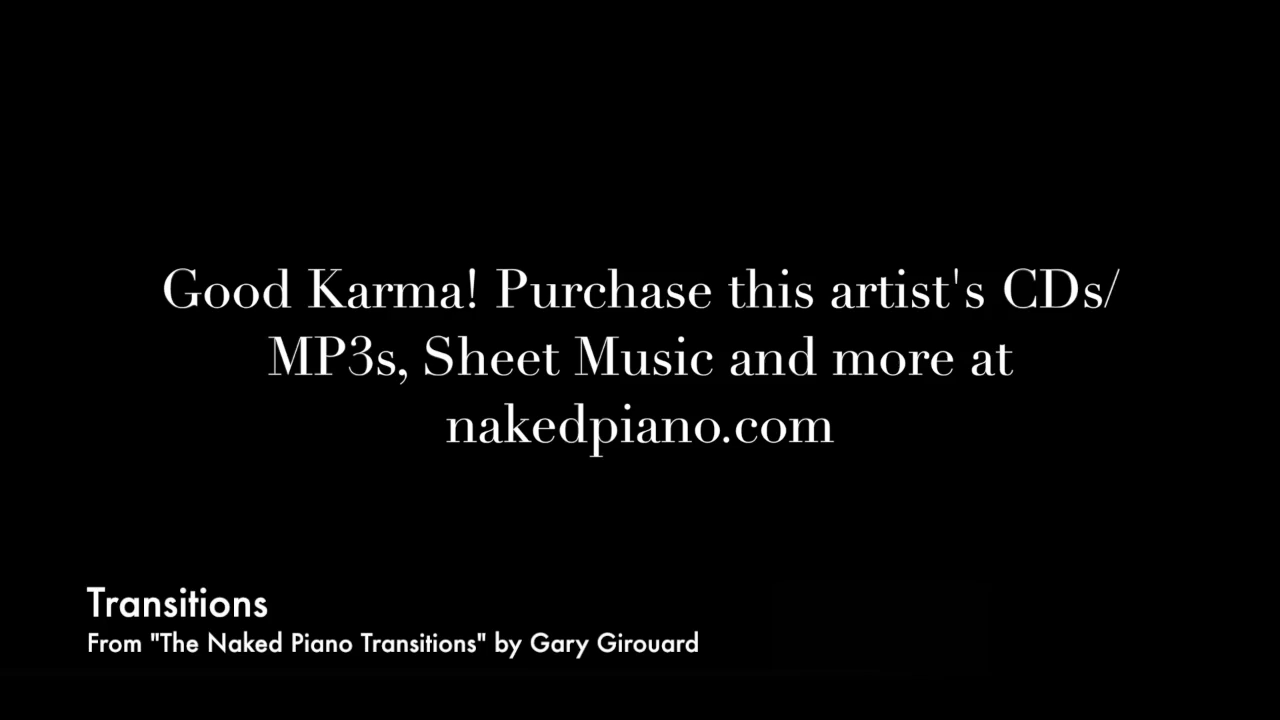 Good Karma! Purchase this artist's CDs/
MP3s, Sheet Music and more at
nakedpiano.com
Transitions
From "The Naked Piano Transitions" by Gary Girouard